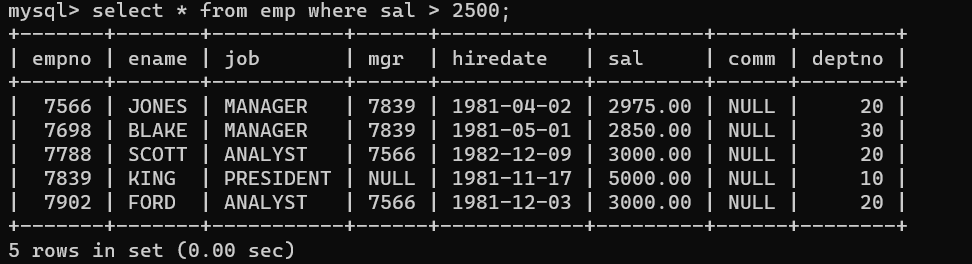 mysql> select * from emp where sal > 2500;
+-------+-------+-----------+------+------------+---------+------+--------+
| empno | ename | job       | mgr  | hiredate   | sal     | comm | deptno |
+-------+-------+-----------+------+------------+---------+------+--------+
|  7566 | JONES | MANAGER   | 7839 | 1981-04-02 | 2975.00 | NULL |     20 |
|  7698 | BLAKE | MANAGER   | 7839 | 1981-05-01 | 2850.00 | NULL |     30 |
|  7788 | SCOTT | ANALYST   | 7566 | 1982-12-09 | 3000.00 | NULL |     20 |
|  7839 | KING  | PRESIDENT | NULL | 1981-11-17 | 5000.00 | NULL |     10 |
|  7902 | FORD  | ANALYST   | 7566 | 1981-12-03 | 3000.00 | NULL |     20 |
+-------+-------+-----------+------+------------+---------+------+--------+
5 rows in set (0.00 sec)